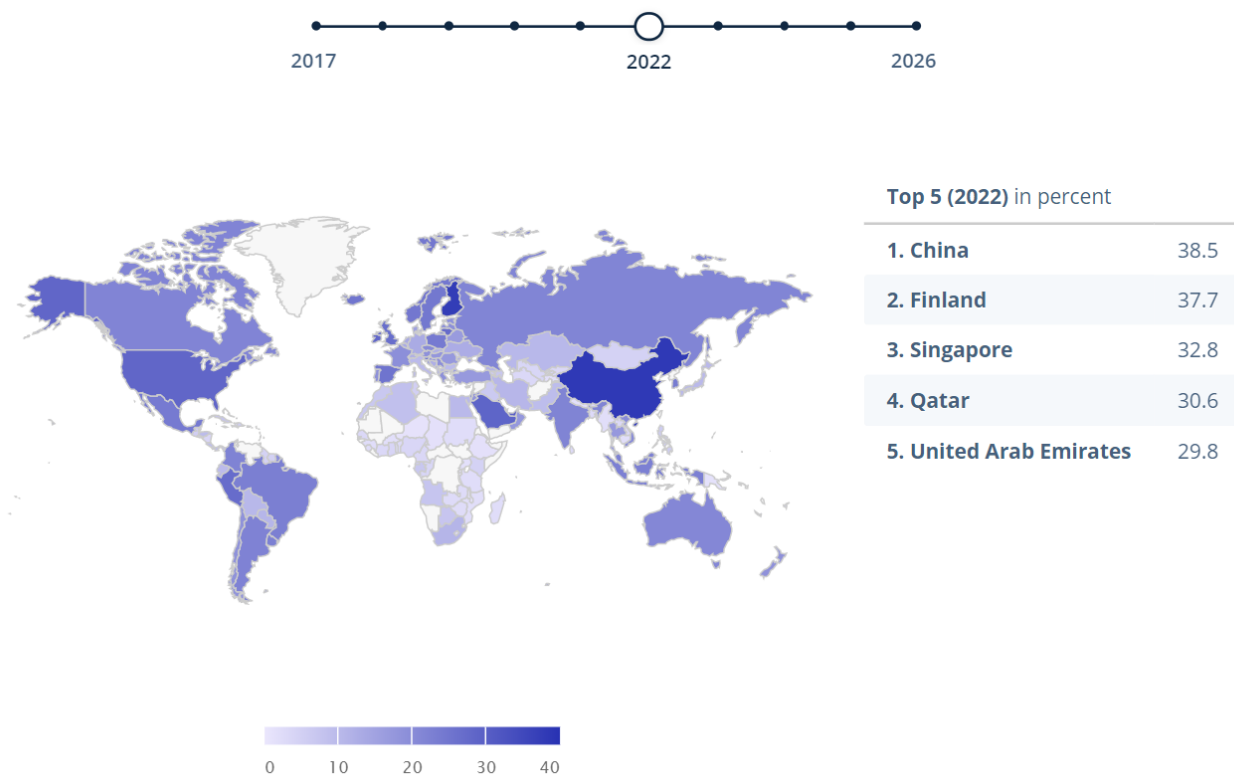 2017 2022 2026
Top 5 (2022) in percent
1. China 38.5
2. Finland 37.7
3. Singapore 32.8
4. Qatar 30.6
5. United Arab Emirates 29.8
0 10 20 30 40